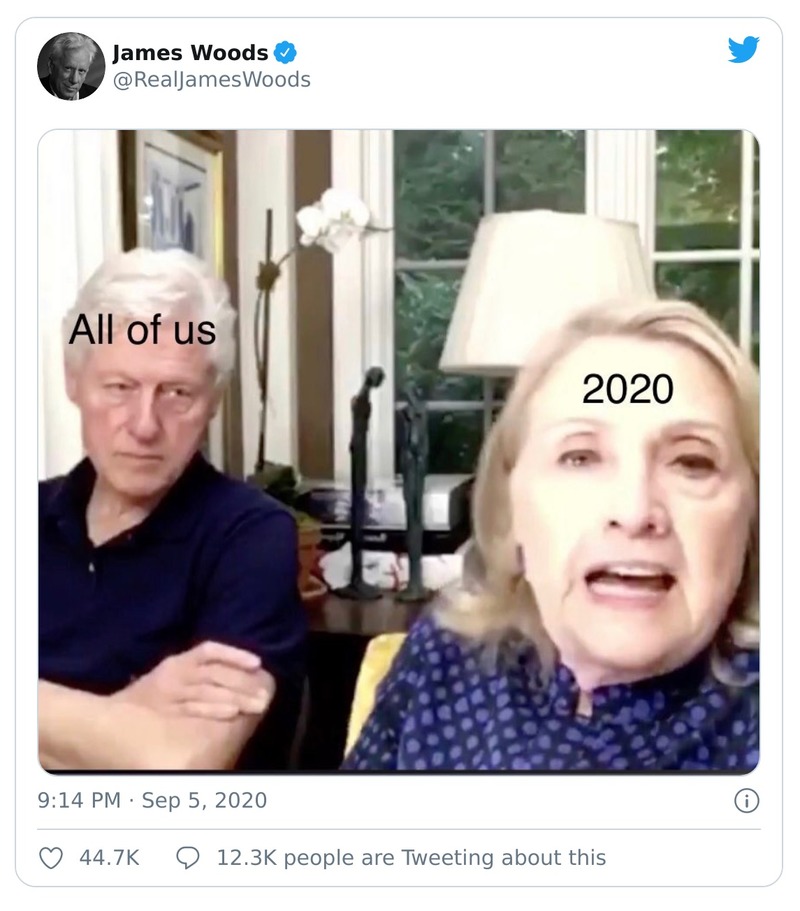 James Woods
@RealJamesWoods
All of us
2020
9:14 PM · Sep 5, 2020
44.7K 12.3K people are Tweeting about this